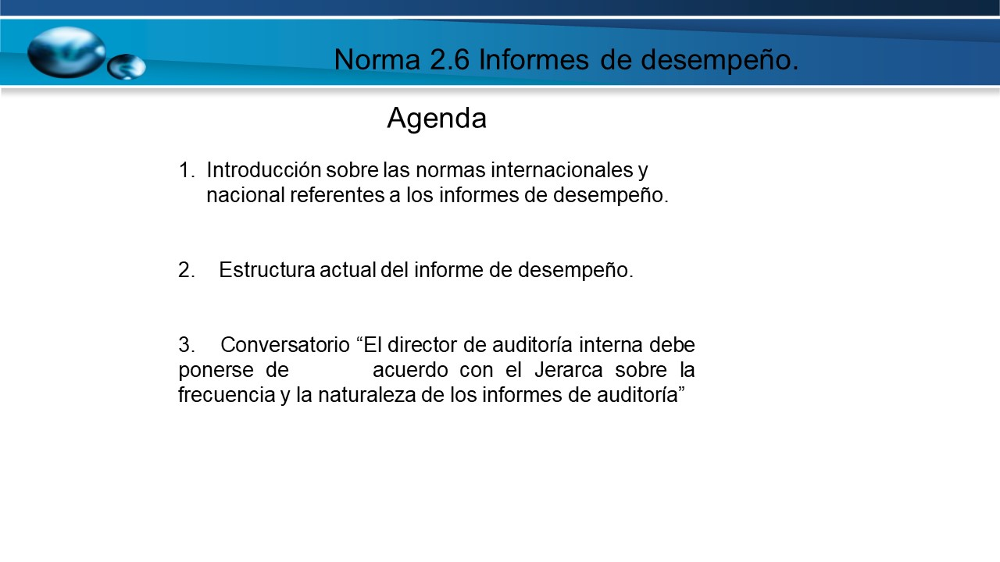 Norma 2.6 Informes de desempeño.
Agenda
1. Introducción sobre las normas internacionales y
nacional referentes a los informes de desempeño.
2. Estructura actual del informe de desempeño.
3. Conversatorio “El director de auditoría interna debe
ponerse de acuerdo con el Jerarca sobre la
frecuencia y la naturaleza de los informes de auditoría”